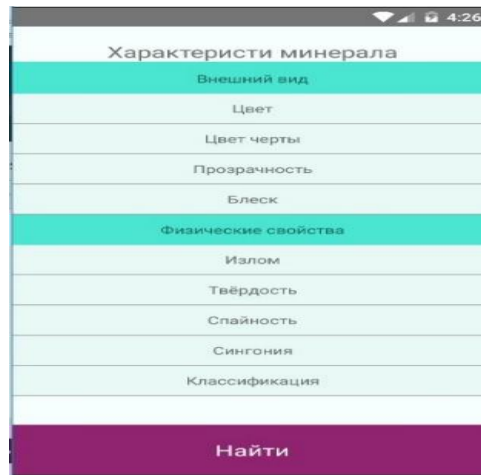 4:26
Характеристи минерала
Внешний вид
Цвет
Цвет черты
Прозрачность
Блеск
Физические свойства
Излом
Твёрдость
Спайность
Сингония
Классификация
Найти